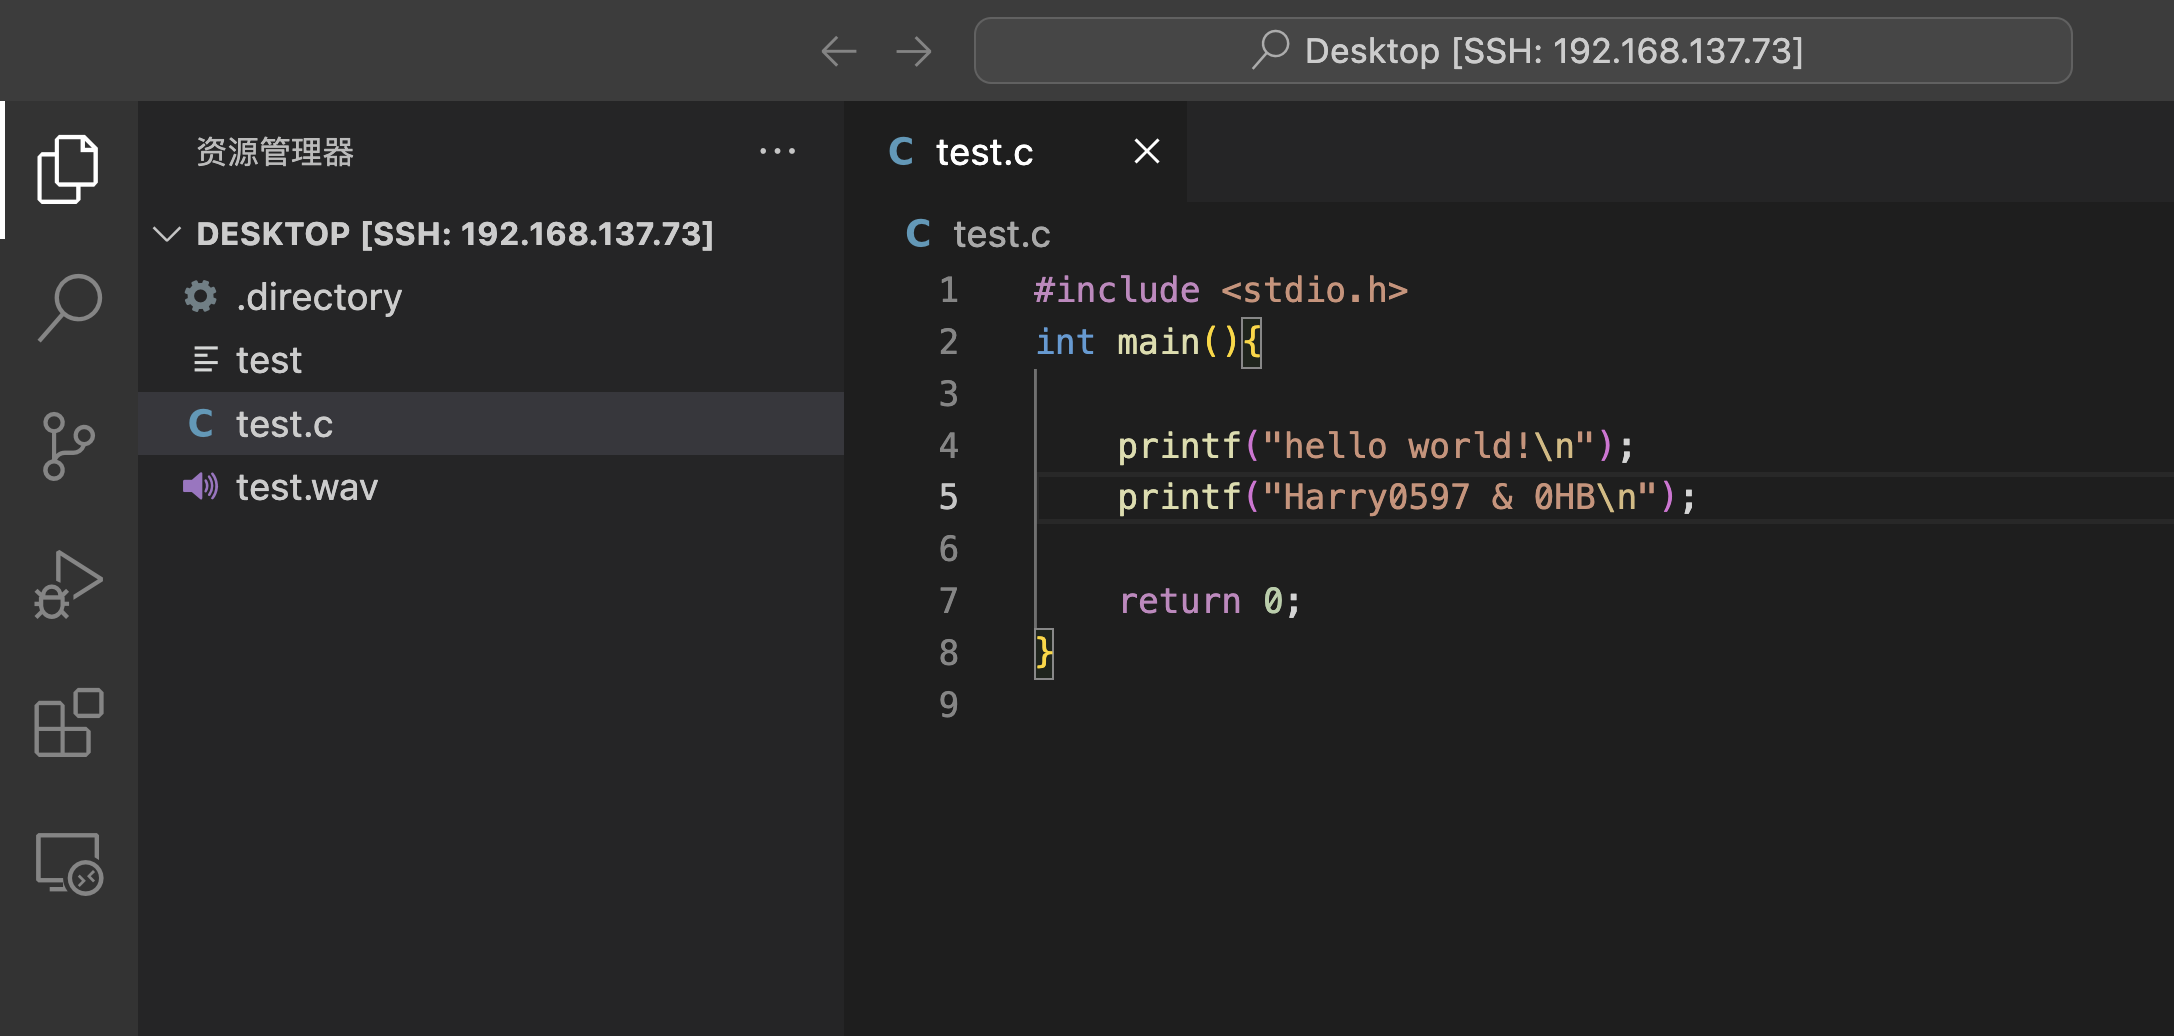 Desktop [SSH: 192.168.137.73]
资源管理器
DESKTOP [SSH: 192.168.137.73]
.directory
test
C test.c
test.wav
C test.c
C test.c
1 #include <stdio.h>
2 int main(){
3
4     printf("hello world!\n");
5     printf("Harry0597 & 0HB\n");
6
7     return 0;
8 }
9